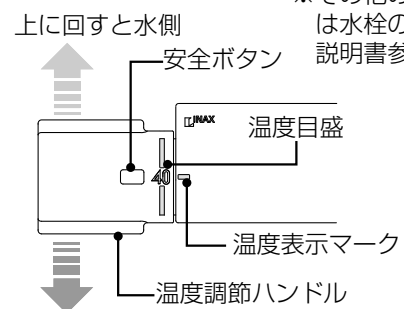 ※その他の
上に回すと水側
は水栓の
安全ボタン
説明書参
INAX
温度目盛
40
温度表示マーク
温度調節ハンドル